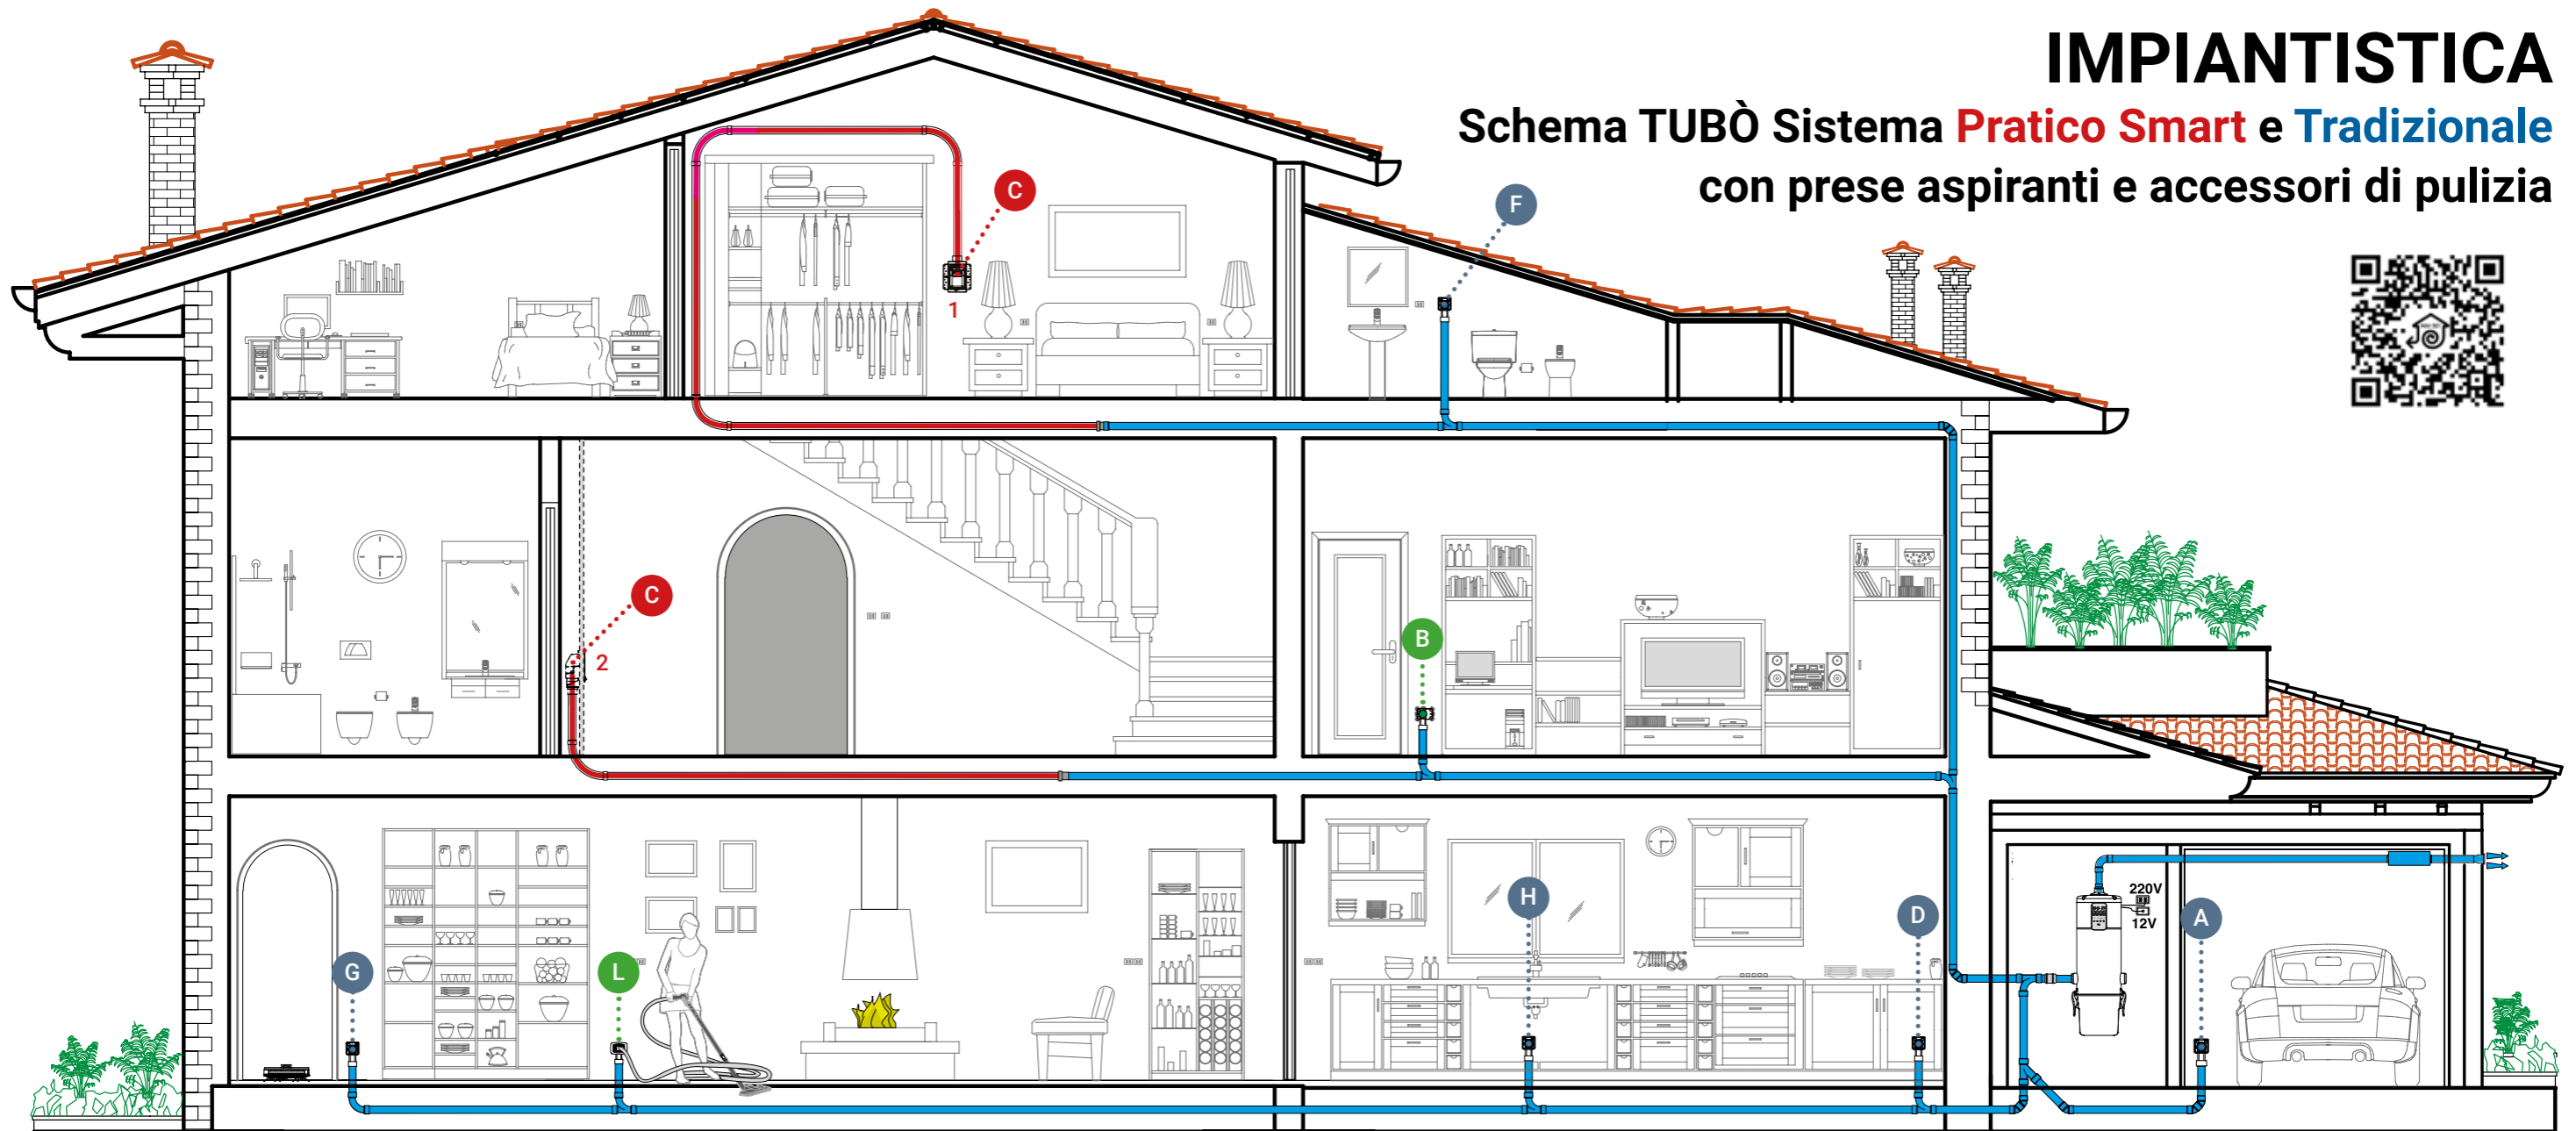 IMPIANTISTICA
Schema TUBÒ Sistema Pratico Smart e Tradizionale
con prese aspiranti e accessori di pulizia
C
F
1
C
2
B
H
D
220V
12V
A
G
L